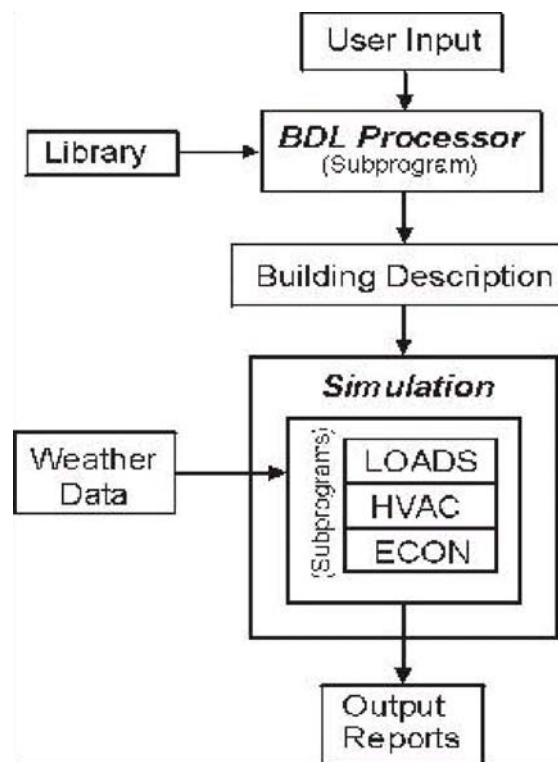 User Input
BDL Processor
(Subprogram)
Library
Building Description
Simulation
(Subprograms)
LOADS
HVAC
ECON
Weather
Data
Output
Reports